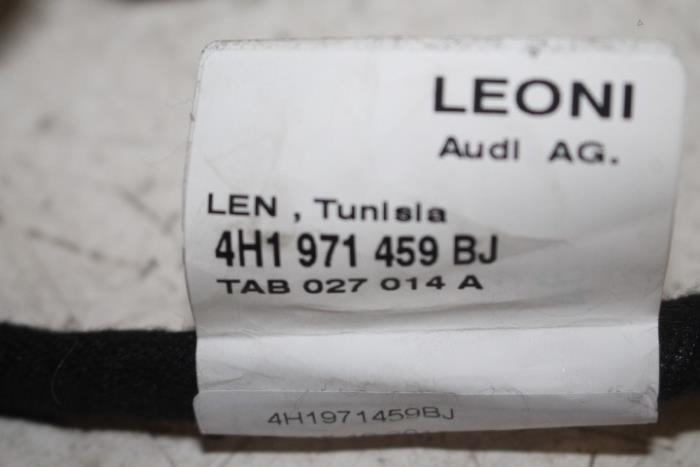 LEONI
Audi AG.
LEN , Tunisia
4H1 971 459 BJ
TAB 027 014 A
4H1971459BJ